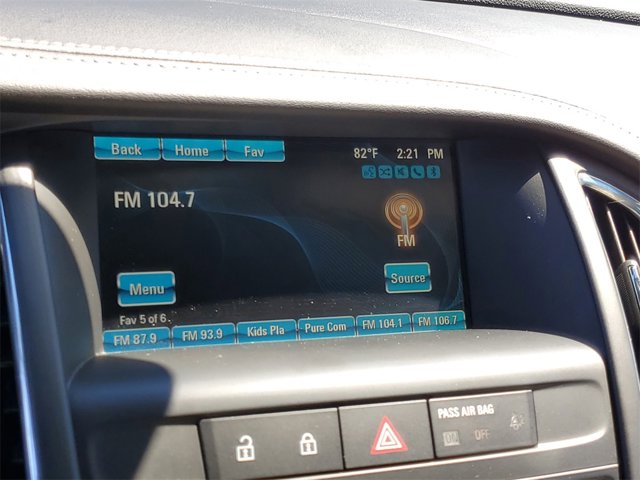 Back Home Fav 82°F 2:21 PM
FM 104.7
FM
Menu Source
Fav 5 of 6
FM 87.9 FM 93.9 Kids Pla Pure Com FM 104.1 FM 106.7
PASS AIR BAG
ON OFF